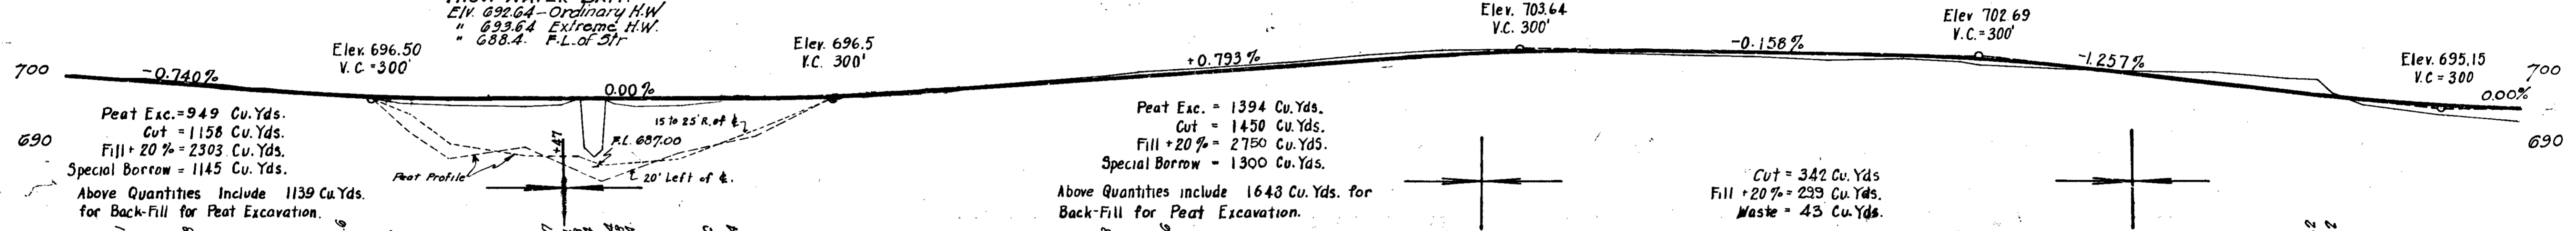 Elv. 692.64 - Ordinary H.W
" 693.64 Extreme H.W.
" 688.4. F.L. of Str
Elev. 696.50
V.C. = 300'
Elev. 696.5
V.C. 300'
Elev. 703.64
V.C. 300'
Elev 702.69
V.C. = 300'
Elev. 695.15
V.C = 300
700
-0.740%
0.00%
+0.793%
-0.158%
-1.257%
0.00%
700
690
690
Peat Exc. = 949 Cu. Yds.
Cut = 1158 Cu. Yds.
Fill + 20% = 2303 Cu. Yds.
Special Borrow = 1145 Cu. Yds.
Above Quantities Include 1139 Cu. Yds.
for Back-Fill for Peat Excavation.
Peat Profile
+47
15 to 25' R. of ℄
F.L. 687.00
20' Left of ℄.
Peat Exc. = 1394 Cu. Yds.
Cut = 1450 Cu. Yds.
Fill + 20% = 2750 Cu. Yds.
Special Borrow = 1300 Cu. Yds.
Above Quantities include 1643 Cu. Yds. for
Back-Fill for Peat Excavation.
Cut = 342 Cu. Yds
Fill + 20% = 299 Cu. Yds.
Waste = 43 Cu. Yds.